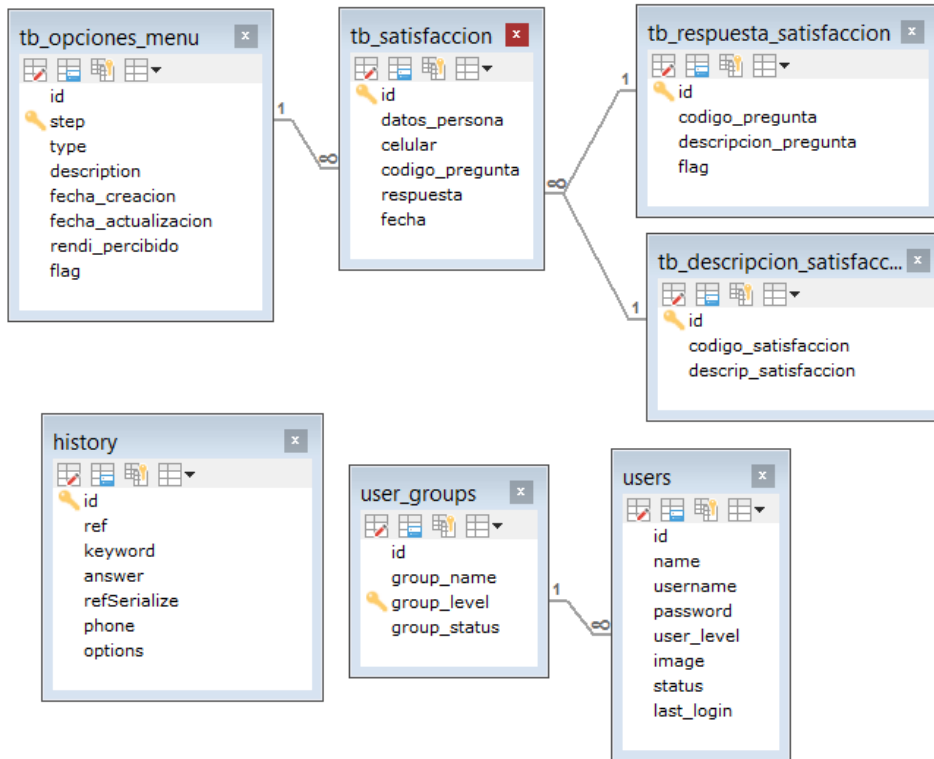 tb_opciones_menu
id
step
type
description
fecha_creacion
fecha_actualizacion
rendi_percibido
flag
1
∞
tb_satisfaccion
id
datos_persona
celular
codigo_pregunta
respuesta
fecha
∞
1
tb_respuesta_satisfaccion
id
codigo_pregunta
descripcion_pregunta
flag
1
tb_descripcion_satisfacc...
id
codigo_satisfaccion
descrip_satisfaccion
history
id
ref
keyword
answer
refSerialize
phone
options
user_groups
id
group_name
group_level
group_status
1
∞
users
id
name
username
password
user_level
image
status
last_login